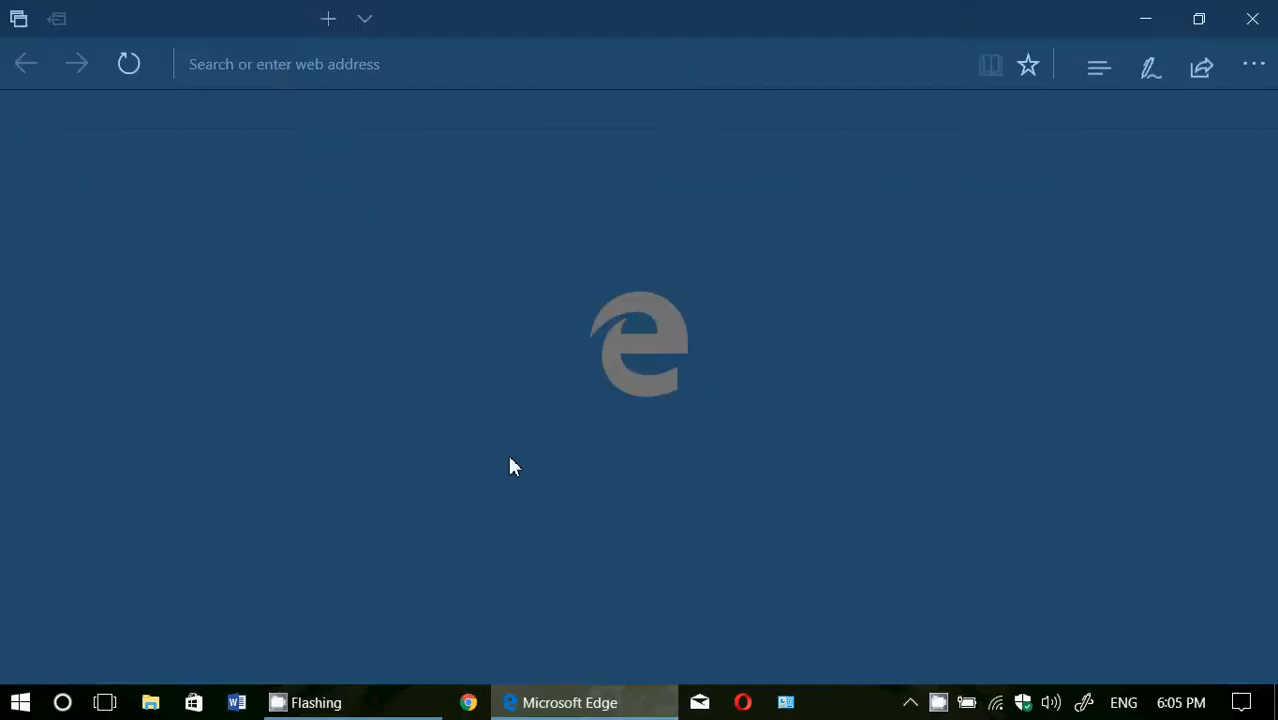 Search or enter web address
Flashing
Microsoft Edge
ENG
6:05 PM